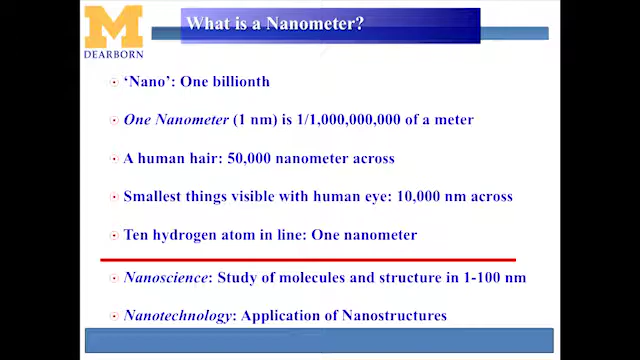 What is a Nanometer?
M
DEARBORN
‘Nano’: One billionth
One Nanometer (1 nm) is 1/1,000,000,000 of a meter
A human hair: 50,000 nanometer across
Smallest things visible with human eye: 10,000 nm across
Ten hydrogen atom in line: One nanometer
Nanoscience: Study of molecules and structure in 1-100 nm
Nanotechnology: Application of Nanostructures